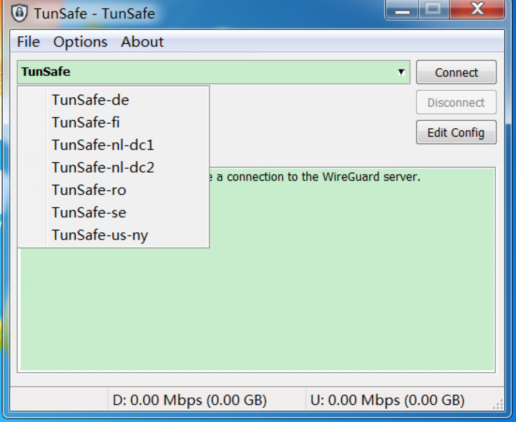 TunSafe - TunSafe
File Options About
TunSafe
Connect
TunSafe-de
Disconnect
TunSafe-fi
TunSafe-nl-dc1
Edit Config
TunSafe-nl-dc2
a connection to the WireGuard server.
TunSafe-ro
TunSafe-se
TunSafe-us-ny
D: 0.00 Mbps (0.00 GB) U: 0.00 Mbps (0.00 GB)